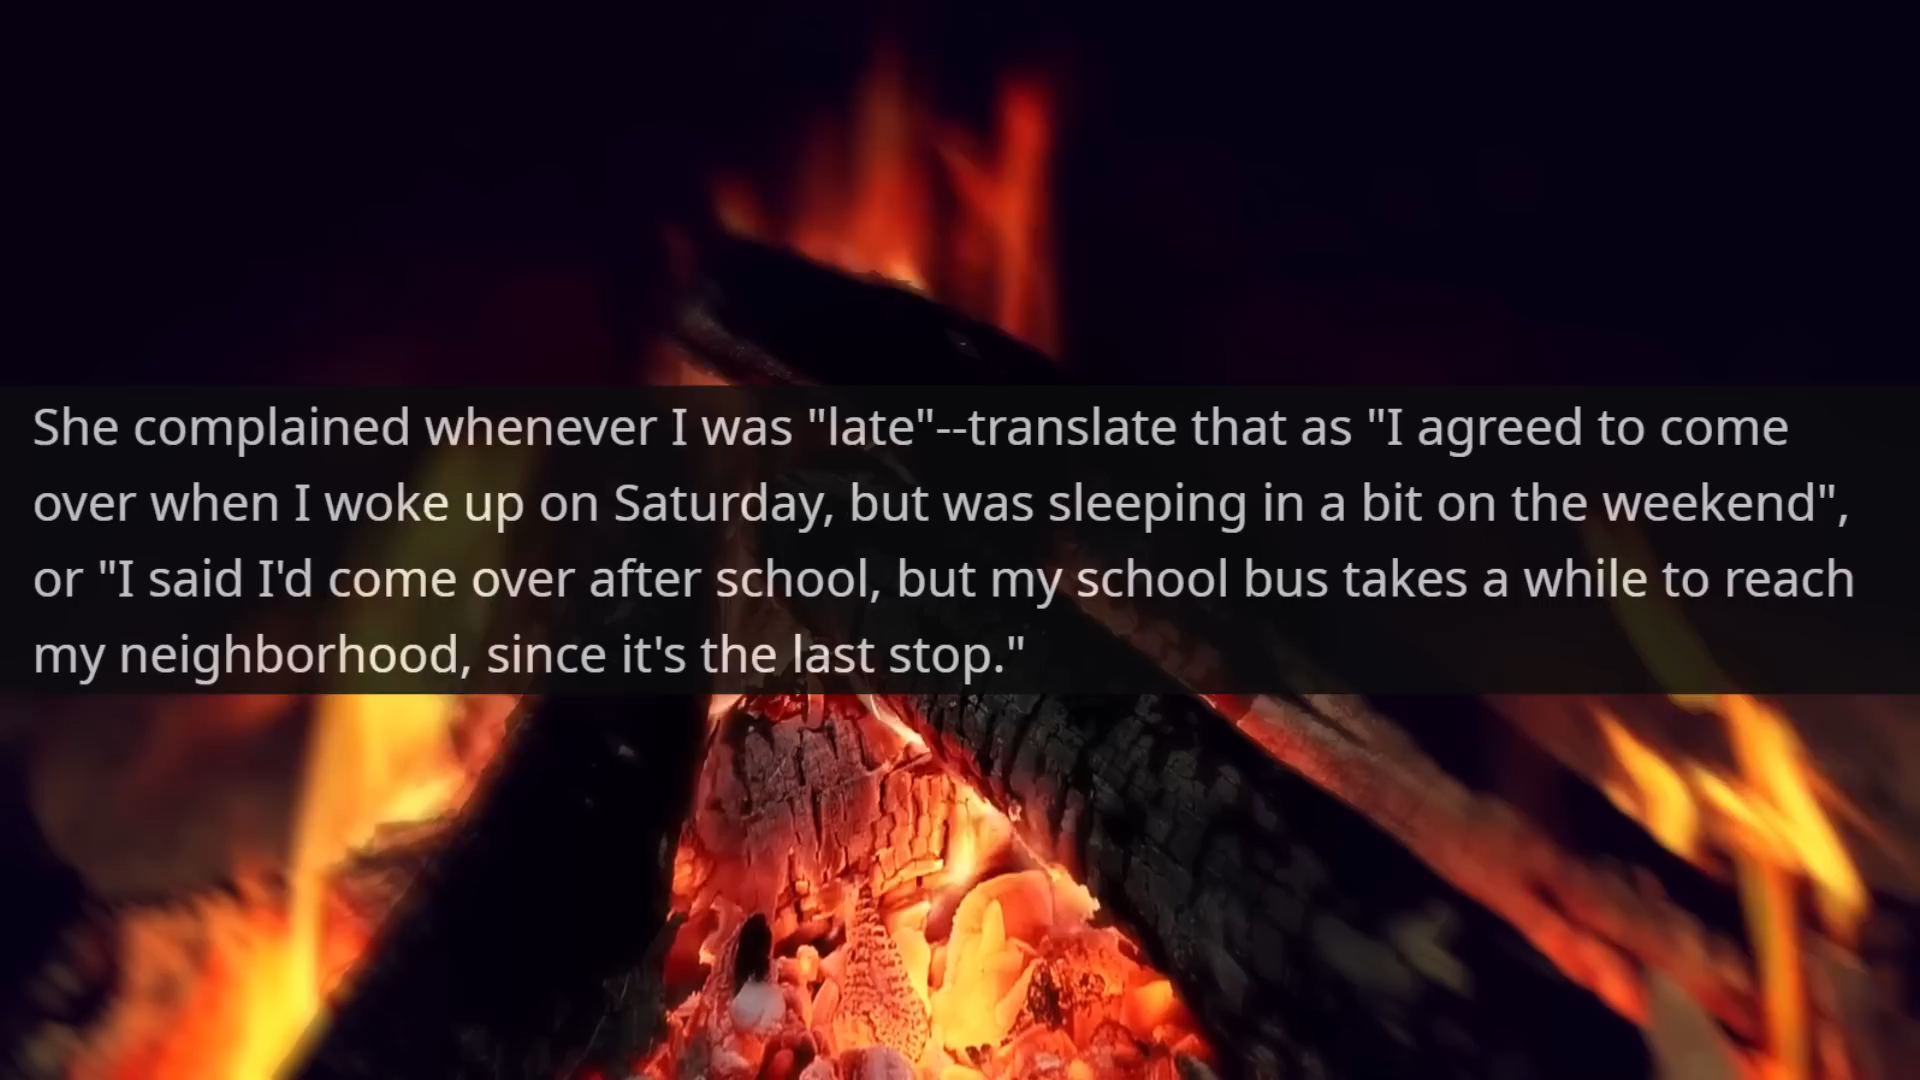 She complained whenever I was "late"--translate that as "I agreed to come
over when I woke up on Saturday, but was sleeping in a bit on the weekend",
or "I said I'd come over after school, but my school bus takes a while to reach
my neighborhood, since it's the last stop."